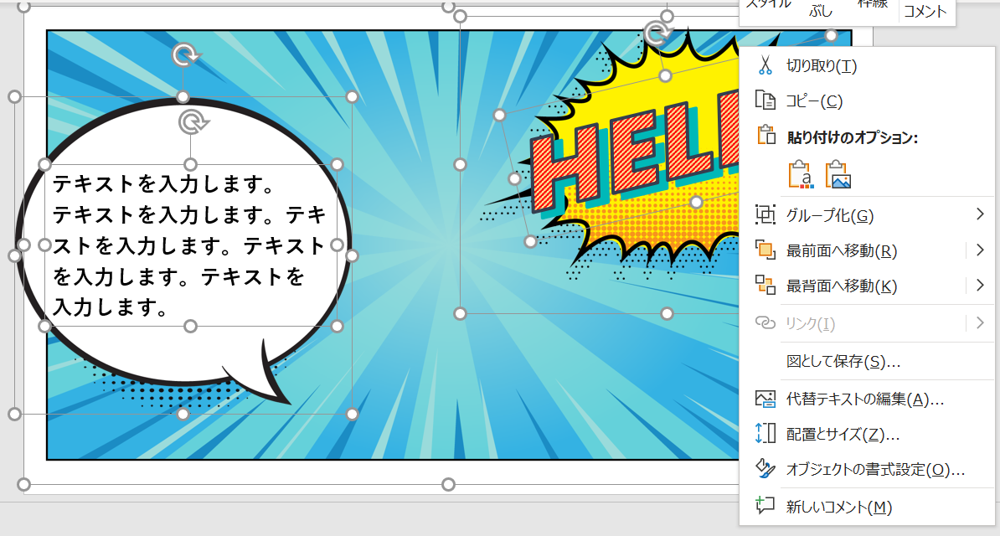 スタイル
ぶし
枠線
コメント
テキストを入力します。
テキストを入力します。テキ
ストを入力します。テキスト
を入力します。テキストを
入力します。
HELL
切り取り(T)
コピー(C)
貼り付けのオプション:
a
グループ化(G)
最前面へ移動(R)
最背面へ移動(K)
リンク(I)
図として保存(S)...
代替テキストの編集(A)...
配置とサイズ(Z)...
オブジェクトの書式設定(O)...
新しいコメント(M)